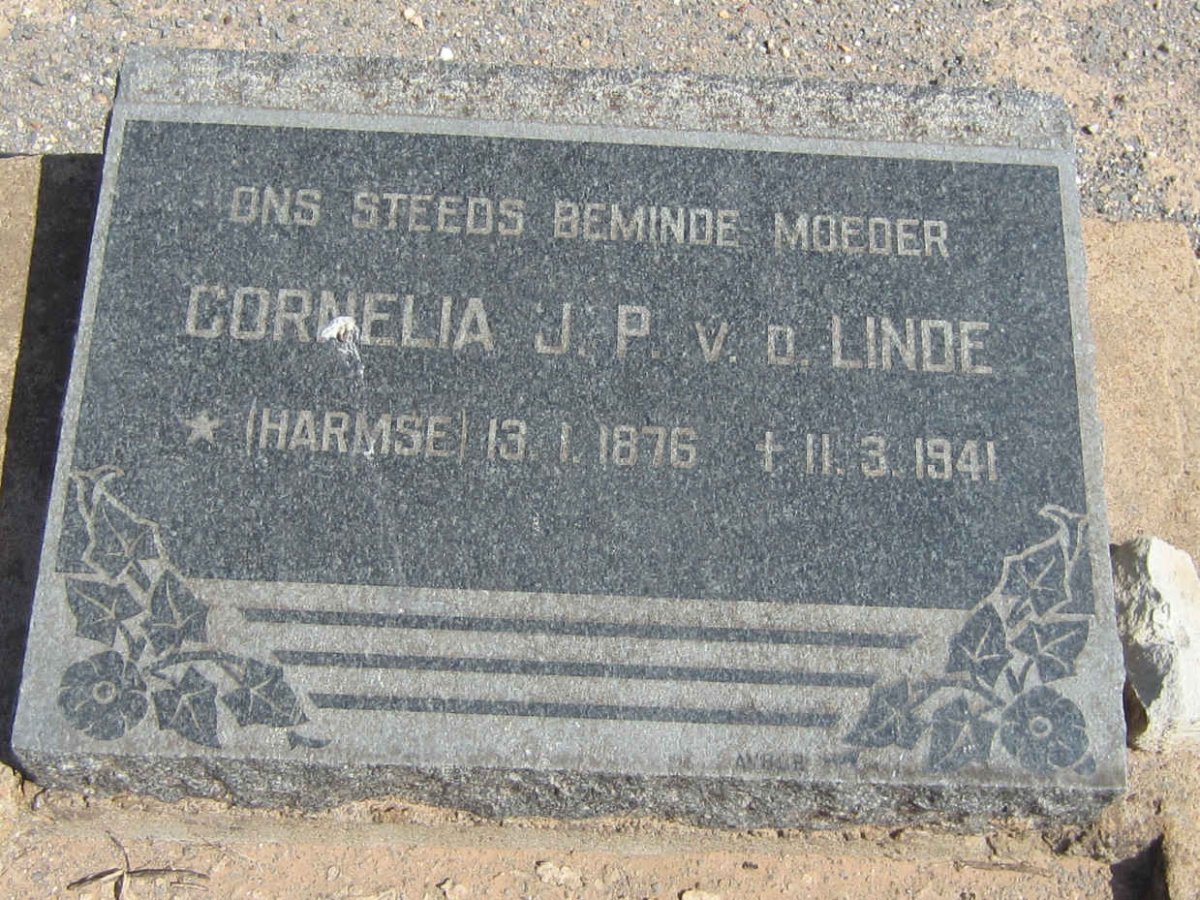 ONS STEEDS BEMINDE MOEDER
CORNELIA J. P. V. D. LINDE
★ (HARMSE) 13. 1. 1876 † 11. 3. 1941